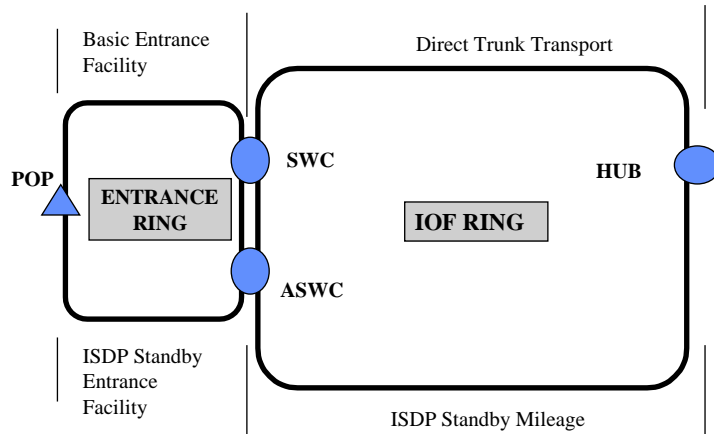 Basic Entrance
Facility
Direct Trunk Transport
SWC
POP
HUB
ENTRANCE
RING
IOF RING
ASWC
ISDP Standby
Entrance
Facility
ISDP Standby Mileage